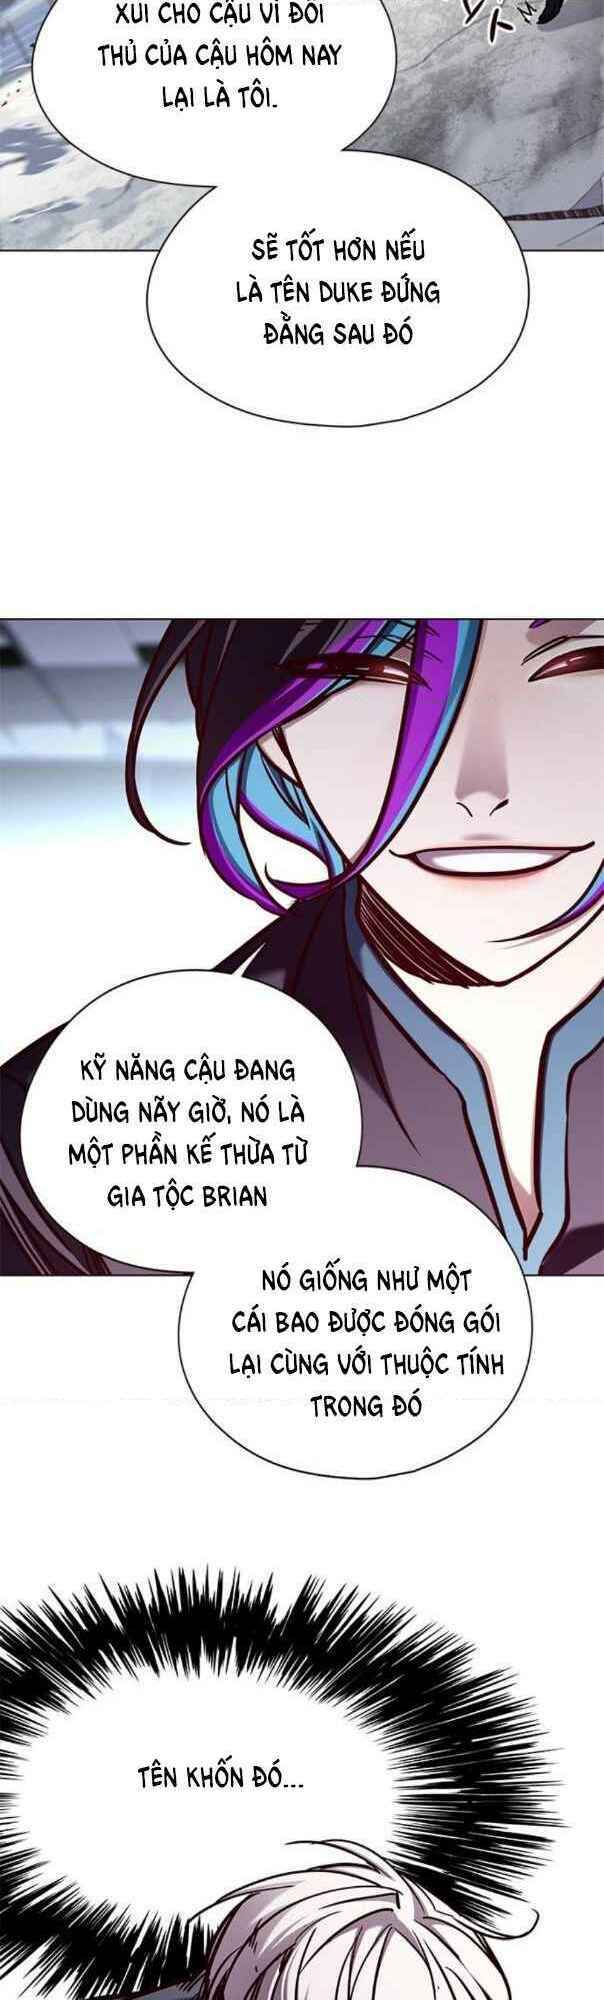 XUI CHO CẬU VÌ ĐỐI
THỦ CỦA CẬU HÔM NAY
LẠI LÀ TÔI.
SẼ TỐT HƠN NẾU
LÀ TÊN DUKE ĐỨNG
ĐẰNG SAU ĐÓ
KỸ NĂNG CẬU ĐANG
DÙNG NÃY GIỜ, NÓ LÀ
MỘT PHẦN KẾ THỪA TỪ
GIA TỘC BRIAN
NÓ GIỐNG NHƯ MỘT
CÁI BAO ĐƯỢC ĐÓNG GÓI
LẠI CÙNG VỚI THUỘC TÍNH
TRONG ĐÓ
TÊN KHỐN ĐÓ...